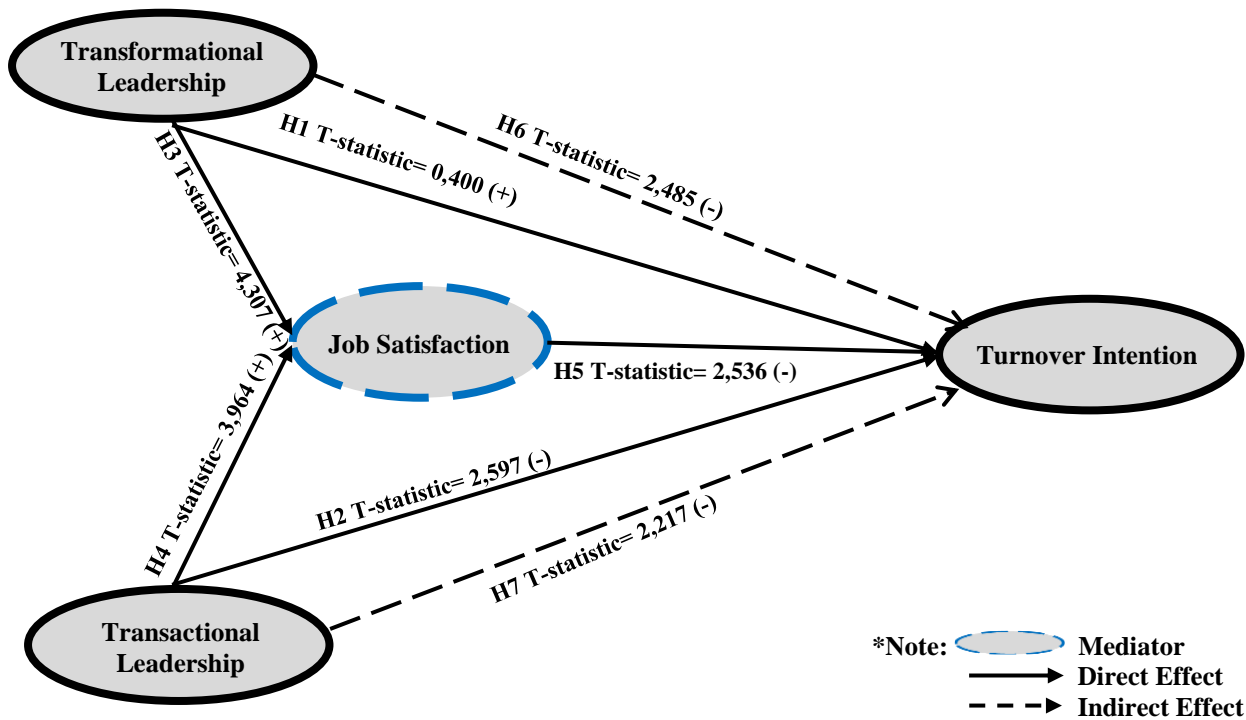 Transformational
Leadership
H6 T-statistic= 2,485 (-)
H1 T-statistic= 0,400 (+)
H3 T-statistic= 4,307 (+)
Job Satisfaction
Turnover Intention
H5 T-statistic= 2,536 (-)
H4 T-statistic= 3,964 (+)
H2 T-statistic= 2,597 (-)
H7 T-statistic= 2,217 (-)
Transactional
Leadership
*Note: Mediator
Direct Effect
Indirect Effect